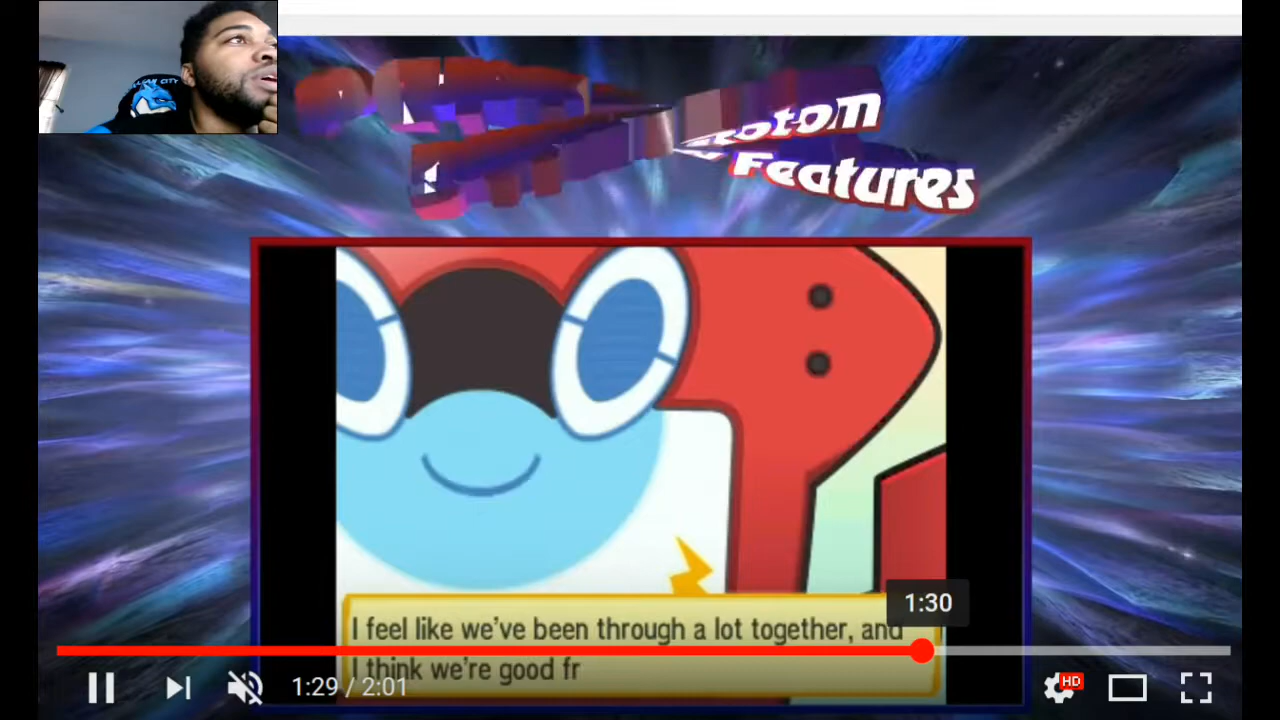 Rotom
Features
I feel like we've been through a lot together, and
I think we're good fr
1:30
1:29 / 2:01
HD